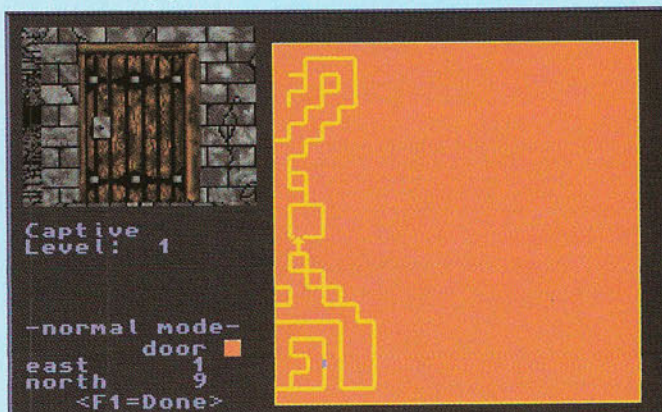 Captive
Level: 1
-normal mode-
door
east 1
north 9
<F1=Done>